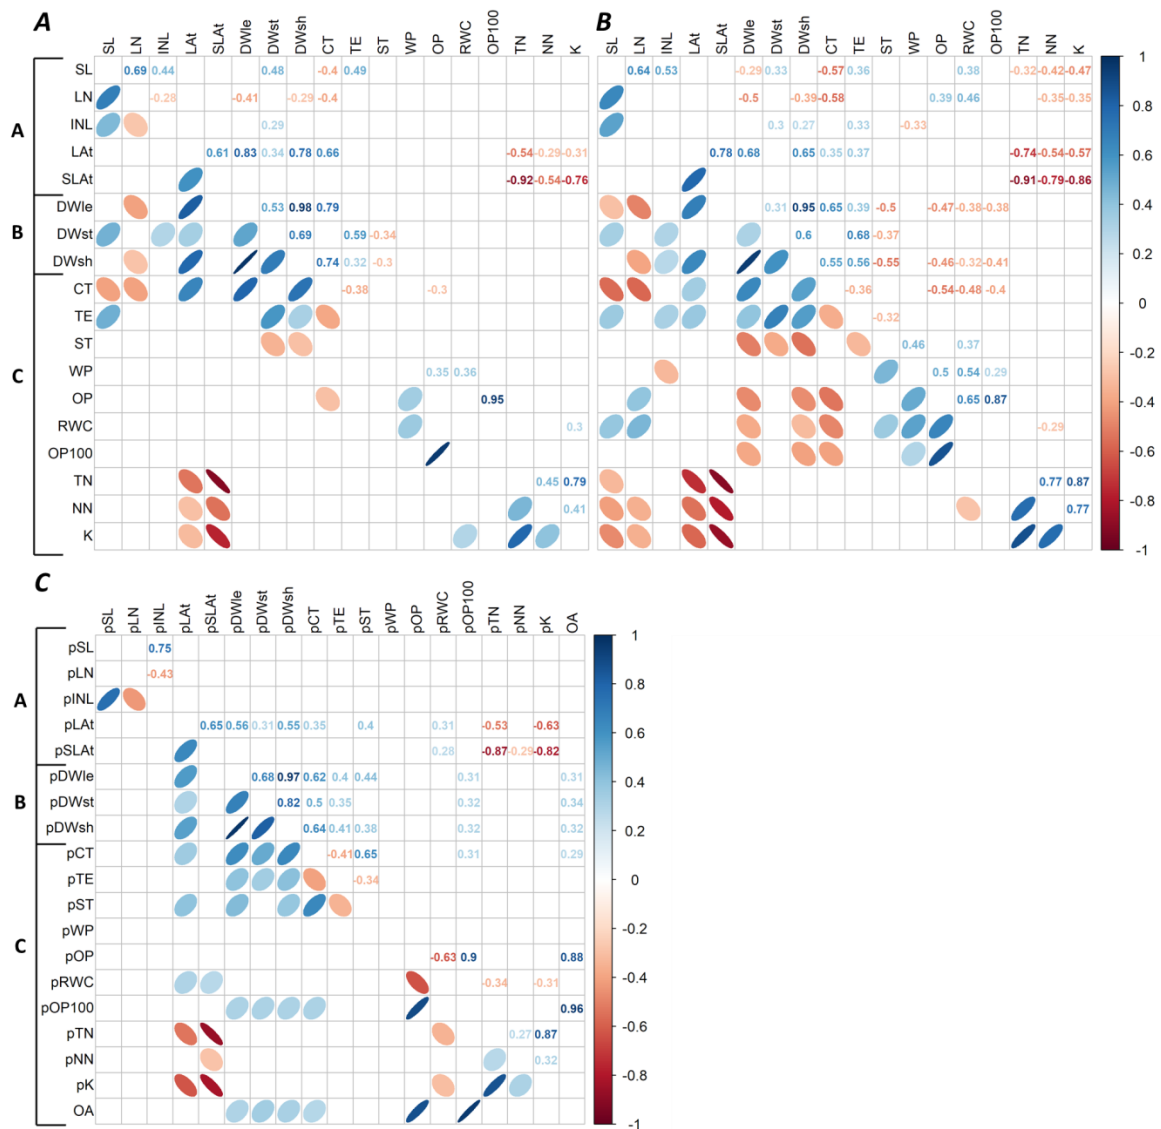 A
SL LN INL LAt SLAt DWle DWst DWsh CT TE ST WP OP RWC OP100 TN NN K
A
SL 0.69 0.44 0.48 -0.4 0.49
LN -0.28 -0.41 -0.29 -0.4
INL 0.29
LAt 0.61 0.83 0.34 0.78 0.66 -0.54 -0.29 -0.31
SLAt -0.92 -0.54 -0.76
B
DWle 0.53 0.98 0.79
DWst 0.69 0.59 -0.34
DWsh 0.74 0.32 -0.3
C
CT -0.38 -0.3
TE
ST
WP 0.35 0.36
OP 0.95
RWC 0.3
OP100
TN 0.45 0.79
NN 0.41
K
B
SL LN INL LAt SLAt DWle DWst DWsh CT TE ST WP OP RWC OP100 TN NN K
0.64 0.53 -0.29 0.33 -0.57 0.36 0.38 -0.32 -0.42 -0.47
-0.5 -0.39 -0.58 0.39 0.46 -0.35 -0.35
0.3 0.27 0.33 -0.33
0.78 0.68 0.65 0.35 0.37 -0.74 -0.54 -0.57
-0.91 -0.79 -0.86
0.31 0.95 0.65 0.39 -0.5 -0.47 -0.38 -0.38
0.6 0.68 -0.37
0.55 0.56 -0.55 -0.46 -0.32 -0.41
-0.36 -0.54 -0.48 -0.4
-0.32
0.46 0.37
0.5 0.54 0.29
0.65 0.87
-0.29
0.77 0.87
0.77
1
0.8
0.6
0.4
0.2
0
-0.2
-0.4
-0.6
-0.8
-1
C
pSL pLN pINL pLAt pSLAt pDWle pDWst pDWsh pCT pTE pST pWP pOP pRWC pOP100 pTN pNN pK OA
A
pSL 0.75
pLN -0.43
pINL
pLAt 0.65 0.56 0.31 0.55 0.35 0.4 0.31 -0.53 -0.63
pSLAt 0.28 -0.87 -0.29 -0.82
B
pDWle 0.68 0.97 0.62 0.4 0.44 0.31 0.31
pDWst 0.82 0.5 0.35 0.32 0.34
pDWsh 0.64 0.41 0.38 0.32 0.32
C
pCT -0.41 0.65 0.31 0.29
pTE -0.34
pST
pWP
pOP -0.63 0.9 0.88
pRWC -0.34 -0.31
pOP100 0.96
pTN 0.27 0.87
pNN 0.32
pK
OA
1
0.8
0.6
0.4
0.2
0
-0.2
-0.4
-0.6
-0.8
-1